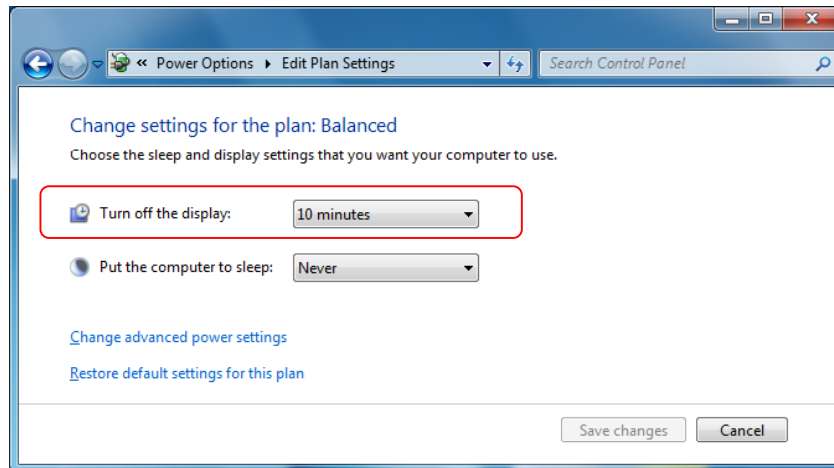 « Power Options ▸ Edit Plan Settings Search Control Panel
Change settings for the plan: Balanced
Choose the sleep and display settings that you want your computer to use.
Turn off the display: 10 minutes
Put the computer to sleep: Never
Change advanced power settings
Restore default settings for this plan
Save changes Cancel